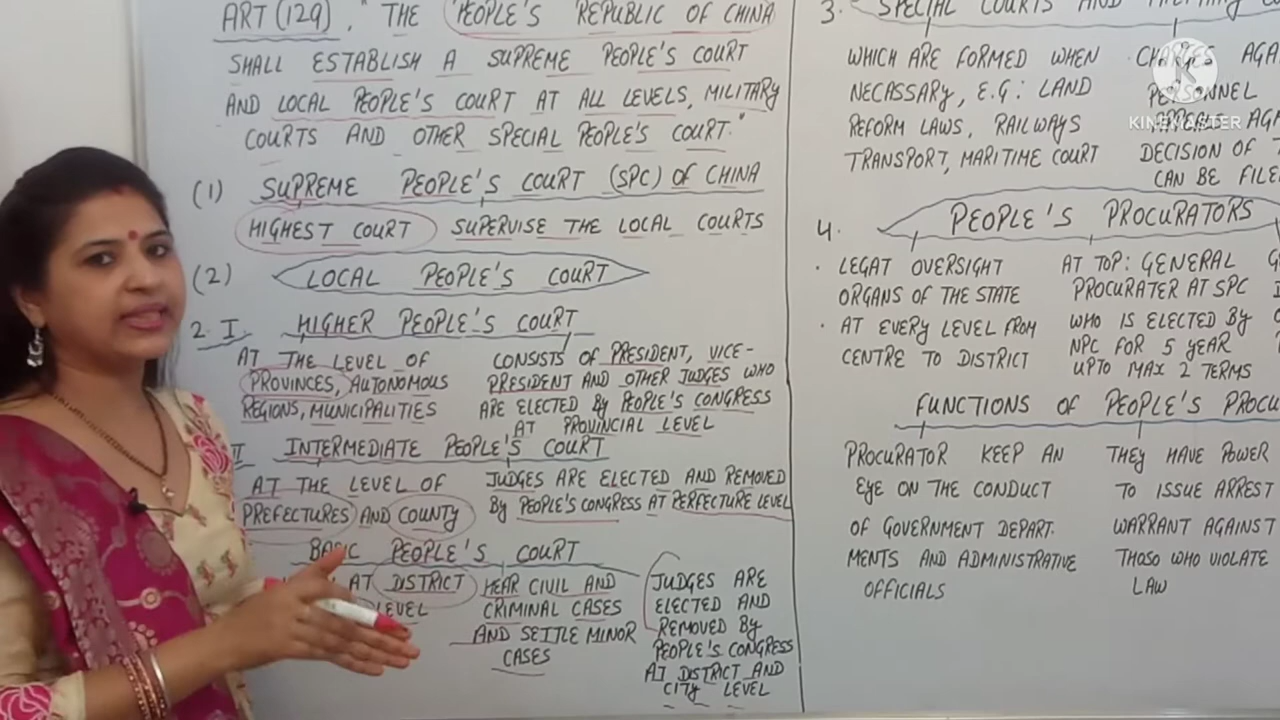 ART (129), "THE PEOPLE'S REPUBLIC OF CHINA
SHALL ESTABLISH A SUPREME PEOPLE'S COURT
AND LOCAL PEOPLE'S COURT AT ALL LEVELS, MILITARY
COURTS AND OTHER SPECIAL PEOPLE'S COURT."
(1) SUPREME PEOPLE'S COURT (SPC) OF CHINA
HIGHEST COURT SUPERVISE THE LOCAL COURTS
(2) LOCAL PEOPLE'S COURT
2. I. HIGHER PEOPLE'S COURT
AT THE LEVEL OF
PROVINCES, AUTONOMOUS
REGIONS, MUNICIPALITIES
CONSISTS OF PRESIDENT, VICE-
PRESIDENT AND OTHER JUDGES WHO
ARE ELECTED BY PEOPLE'S CONGRESS
AT PROVINCIAL LEVEL
II INTERMEDIATE PEOPLE'S COURT
AT THE LEVEL OF
PREFECTURES AND COUNTY
JUDGES ARE ELECTED AND REMOVED
BY PEOPLE'S CONGRESS AT PERFECTURE LEVEL
BASIC PEOPLE'S COURT
AT DISTRICT
LEVEL
HEAR CIVIL AND
CRIMINAL CASES
AND SETTLE MINOR
CASES
JUDGES ARE
ELECTED AND
REMOVED BY
PEOPLE'S CONGRESS
AT DISTRICT AND
CITY LEVEL
3. SPECIAL COURTS AND
WHICH ARE FORMED WHEN
NECASSARY, E.G: LAND
REFORM LAWS, RAILWAYS
TRANSPORT, MARITIME COURT
CHARGES
PERSONNEL
DECISION OF
CAN BE
KINEMASTER
4. PEOPLE'S PROCURATORS
· LEGAT OVERSIGHT
ORGANS OF THE STATE
· AT EVERY LEVEL FROM
CENTRE TO DISTRICT
AT TOP: GENERAL
PROCURATER AT SPC
WHO IS ELECTED BY
NPC FOR 5 YEAR
UPTO MAX 2 TERMS
FUNCTIONS OF PEOPLE'S
PROCURATOR KEEP AN
EYE ON THE CONDUCT
OF GOVERNMENT DEPART.
MENTS AND ADMINISTRATIVE
OFFICIALS
THEY HAVE POWER
TO ISSUE ARREST
WARRANT AGAINST
THOSO WHO VIOLATE
LAW